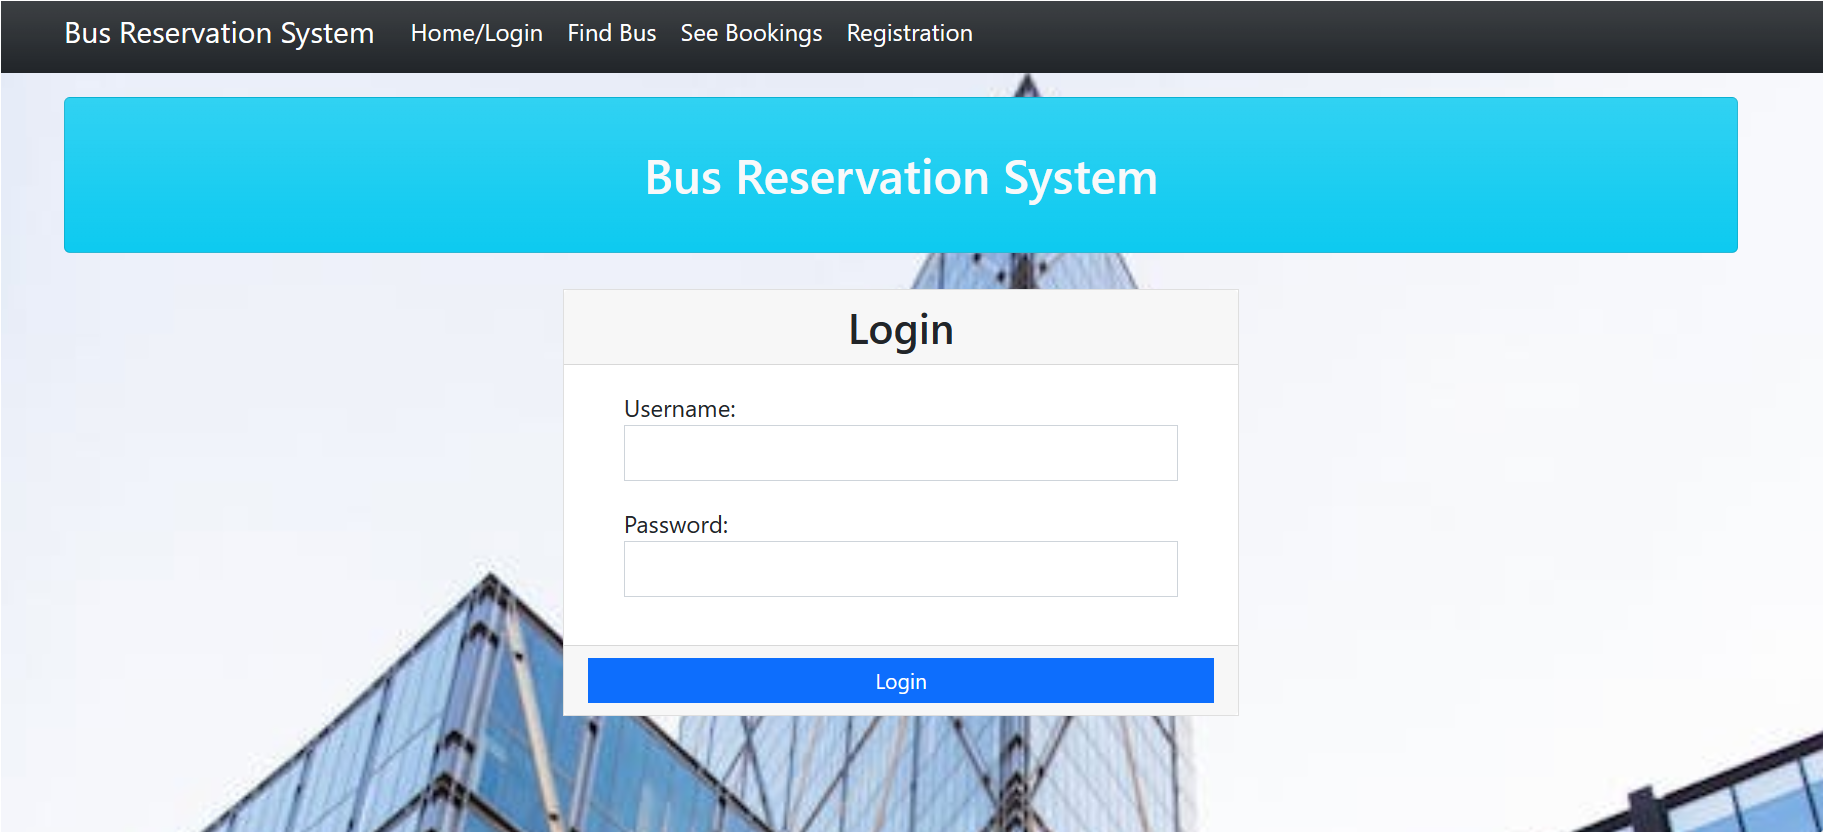 Bus Reservation System Home/Login Find Bus See Bookings Registration
Bus Reservation System
Login
Username:
Password:
Login